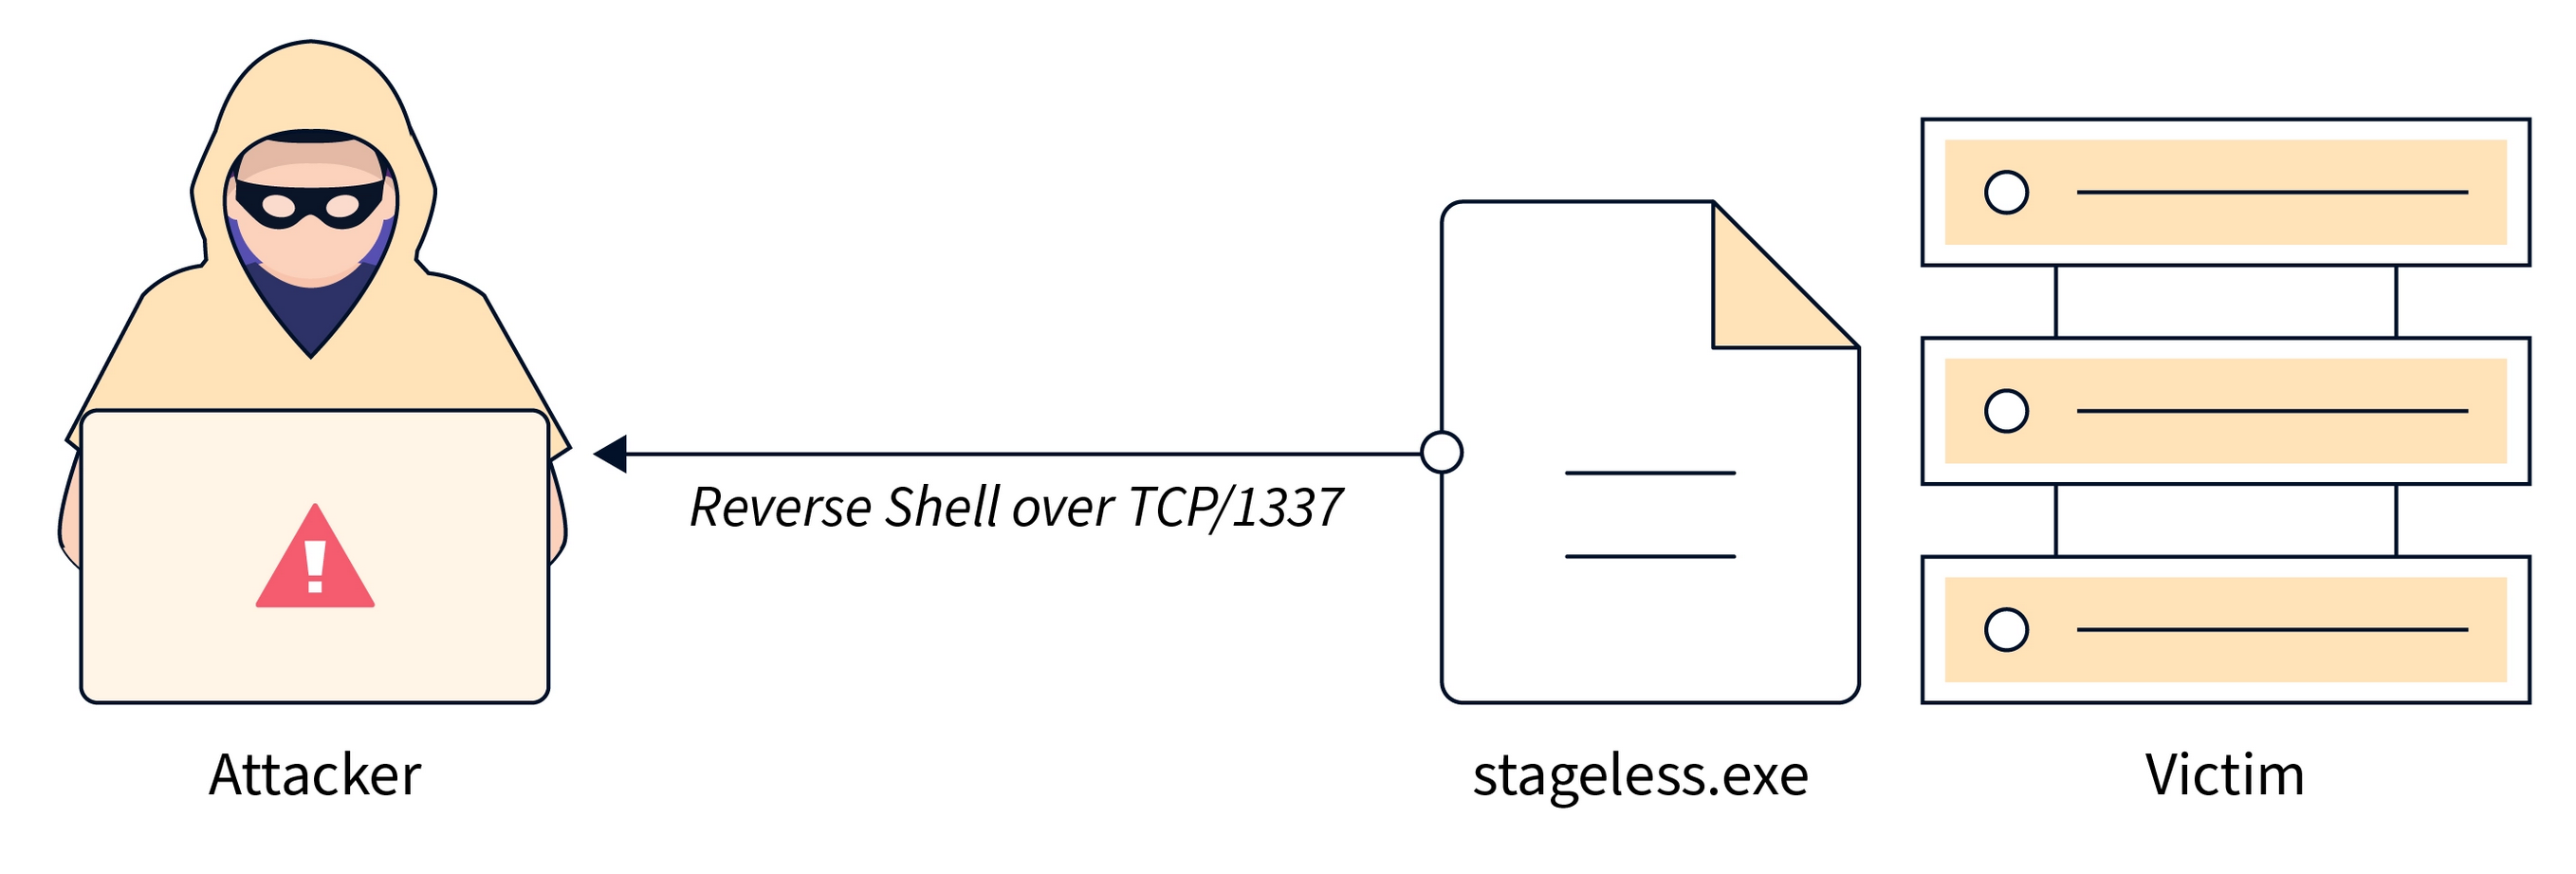 Reverse Shell over TCP/1337
Attacker
stageless.exe
Victim